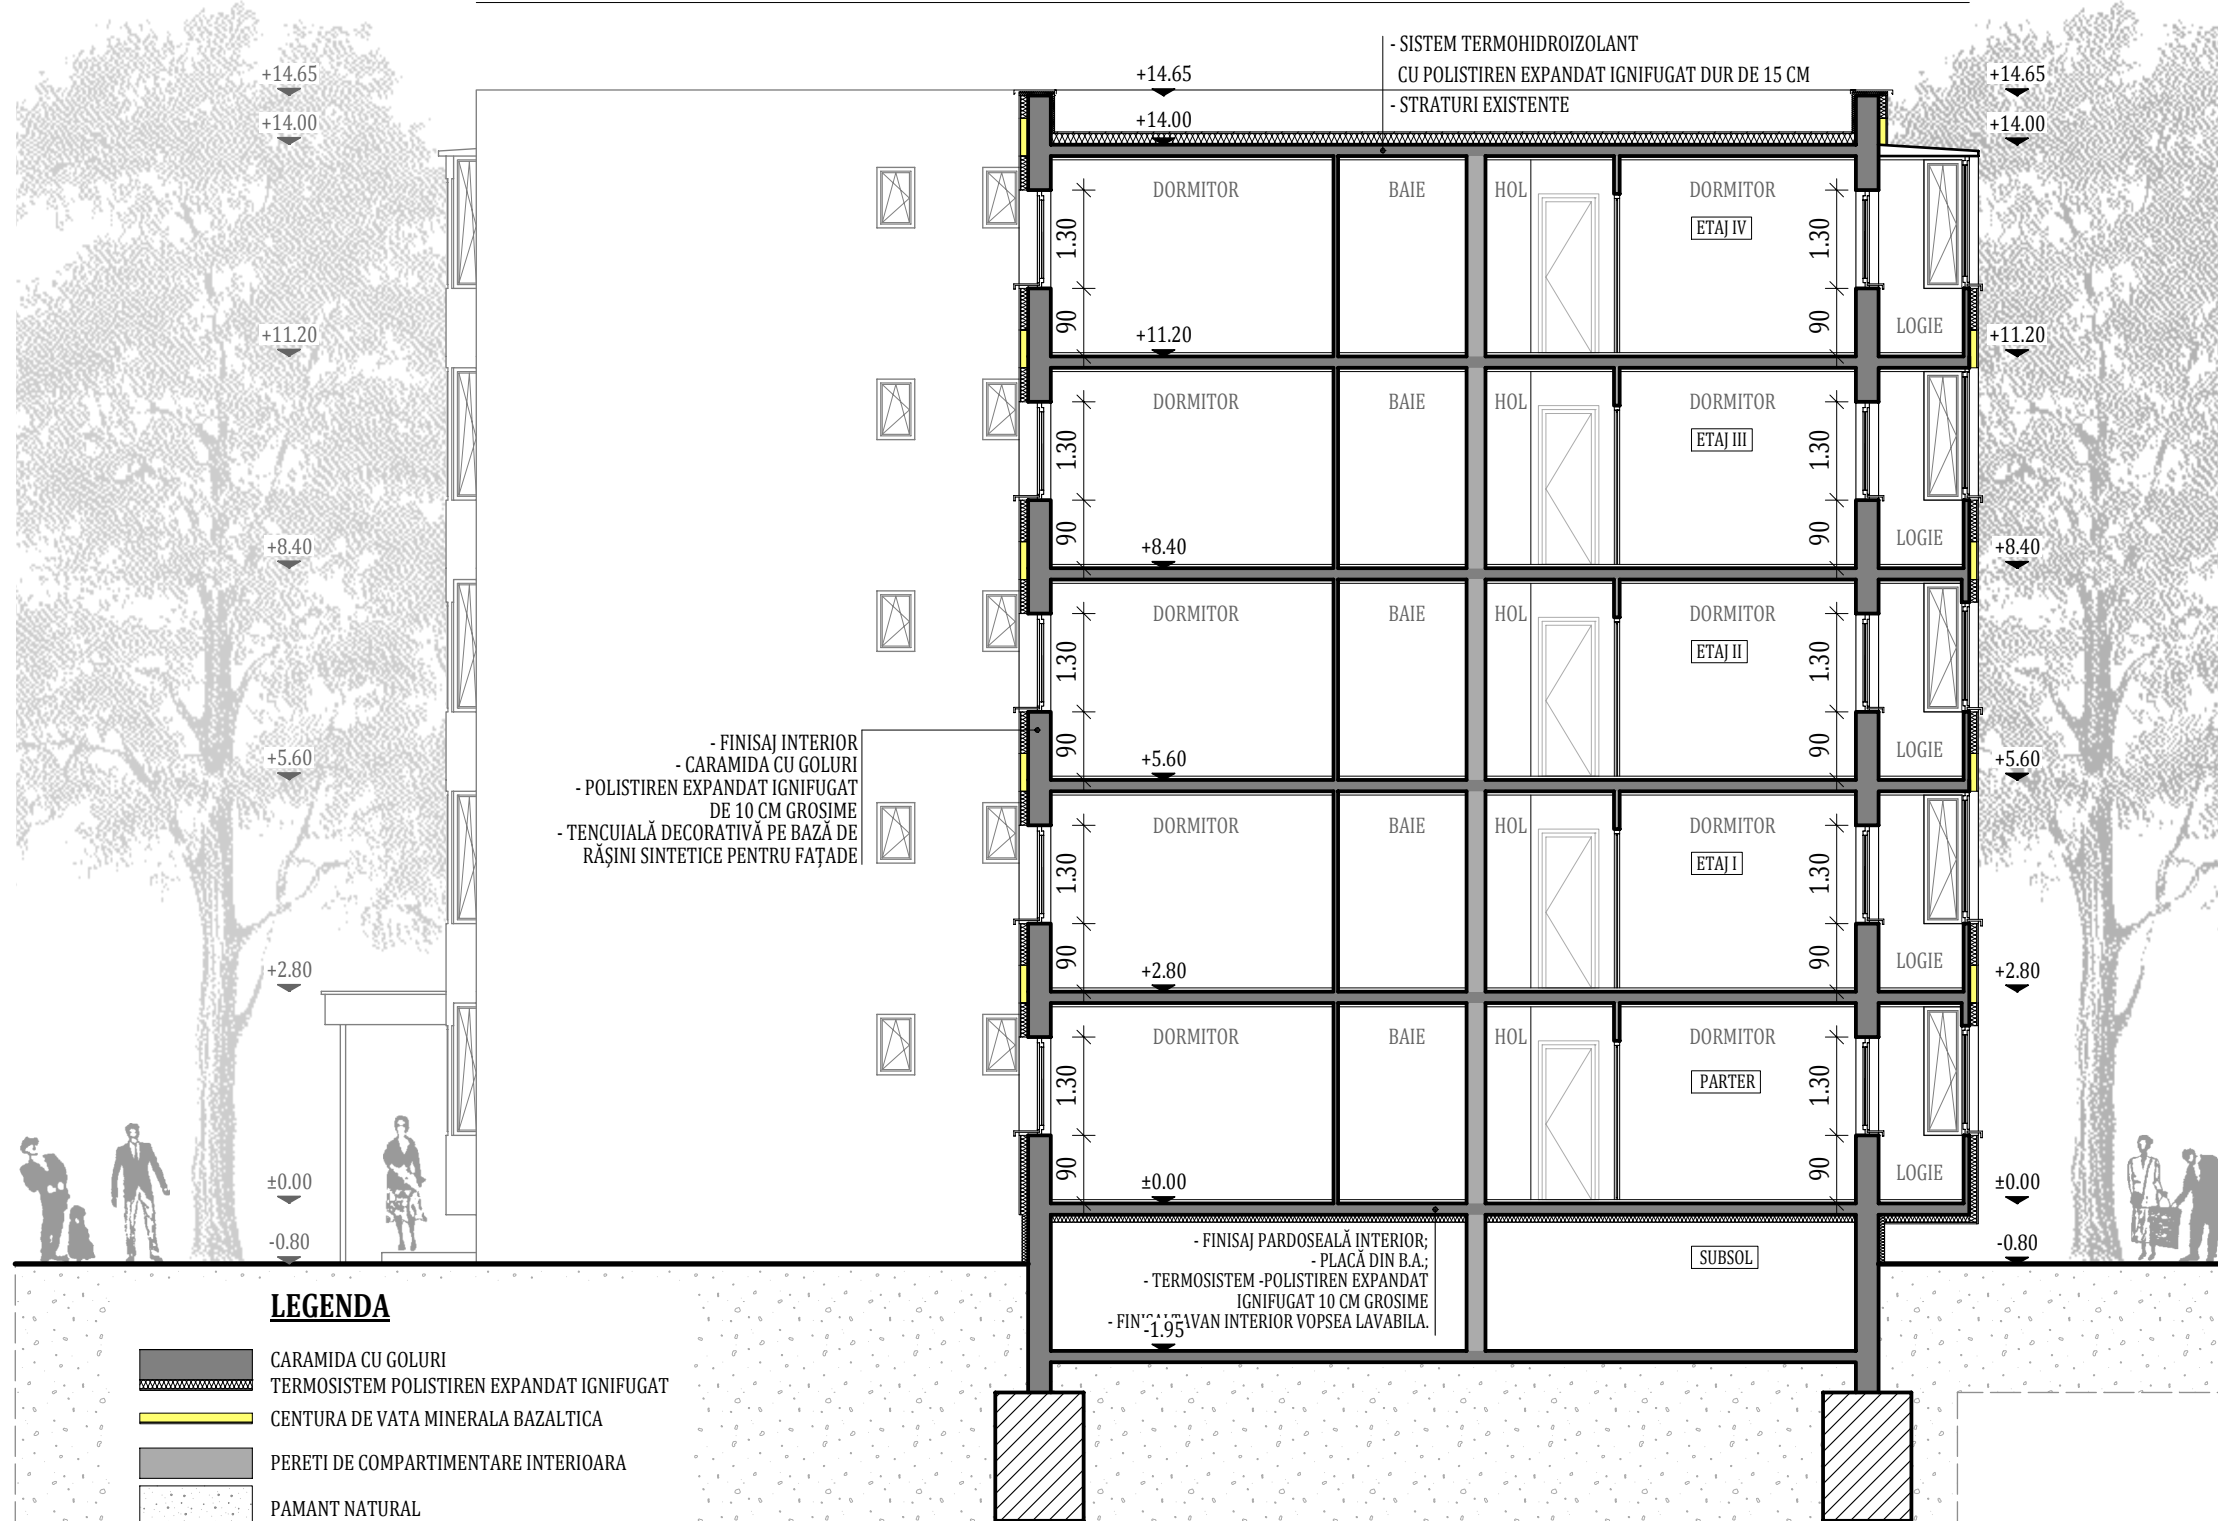 - SISTEM TERMOHIDROIZOLANT
CU POLISTIREN EXPANDAT IGNIFUGAT DUR DE 15 CM
- STRATURI EXISTENTE
+14.65 +14.65 +14.65
+14.00 +14.00 +14.00
DORMITOR BAIE HOL DORMITOR
ETAJ IV
1.30 1.30
90 90 LOGIE
+11.20 +11.20 +11.20
DORMITOR BAIE HOL DORMITOR
ETAJ III
1.30 1.30
90 90 LOGIE
+8.40 +8.40 +8.40
DORMITOR BAIE HOL DORMITOR
ETAJ II
1.30 1.30
90 90 LOGIE
+5.60 +5.60 +5.60
- FINISAJ INTERIOR
- CARAMIDA CU GOLURI
- POLISTIREN EXPANDAT IGNIFUGAT
DE 10 CM GROSIME
- TENCUIALĂ DECORATIVĂ PE BAZĂ DE
RĂŞINI SINTETICE PENTRU FAŢADE
DORMITOR BAIE HOL DORMITOR
ETAJ I
1.30 1.30
90 90 LOGIE
+2.80 +2.80 +2.80
DORMITOR BAIE HOL DORMITOR
PARTER
1.30 1.30
90 90 LOGIE
±0.00 ±0.00 ±0.00
-0.80 -0.80
- FINISAJ PARDOSEALĂ INTERIOR;
- PLACĂ DIN B.A.;
- TERMOSISTEM -POLISTIREN EXPANDAT
IGNIFUGAT 10 CM GROSIME
INTERIOR VOPSEA LAVABILA.
-1.95
SUBSOL
LEGENDA
CARAMIDA CU GOLURI
TERMOSISTEM POLISTIREN EXPANDAT IGNIFUGAT
CENTURA DE VATA MINERALA BAZALTICA
PERETI DE COMPARTIMENTARE INTERIOARA
PAMANT NATURAL